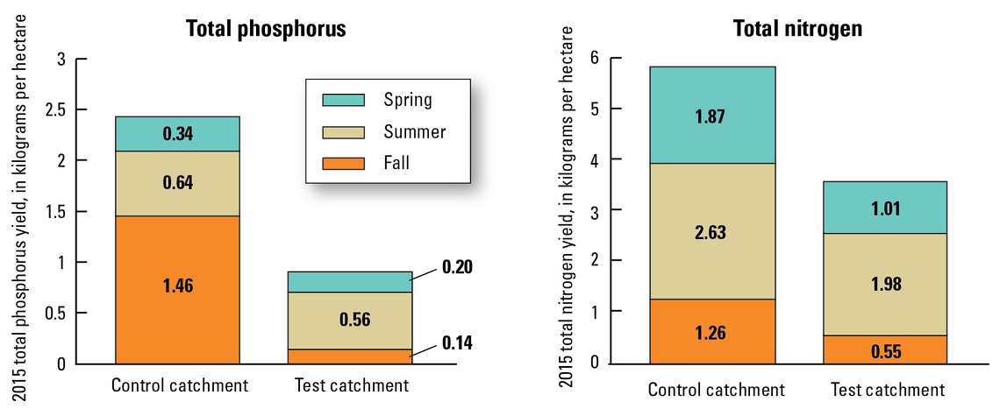 Total phosphorus
2015 total phosphorus yield, in kilograms per hectare
3
2.5
2
1.5
1
0.5
0
0.34
0.64
1.46
0.20
0.56
0.14
Control catchment
Test catchment
Spring
Summer
Fall
Total nitrogen
2015 total nitrogen yield, in kilograms per hectare
6
5
4
3
2
1
0
1.87
2.63
1.26
1.01
1.98
0.55
Control catchment
Test catchment